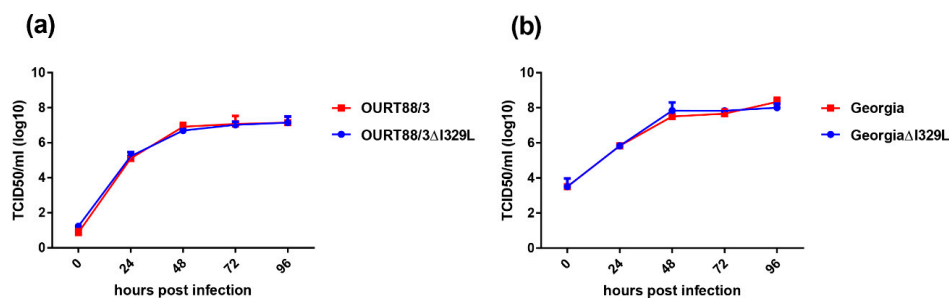 (a)
TCID50/ml (log10)
10
8
6
4
2
0
0
24
48
72
96
hours post infection
OURT88/3
OURT88/3ΔI329L
(b)
TCID50/ml (log10)
10
8
6
4
2
0
0
24
48
72
96
hours post infection
Georgia
GeorgiaΔI329L